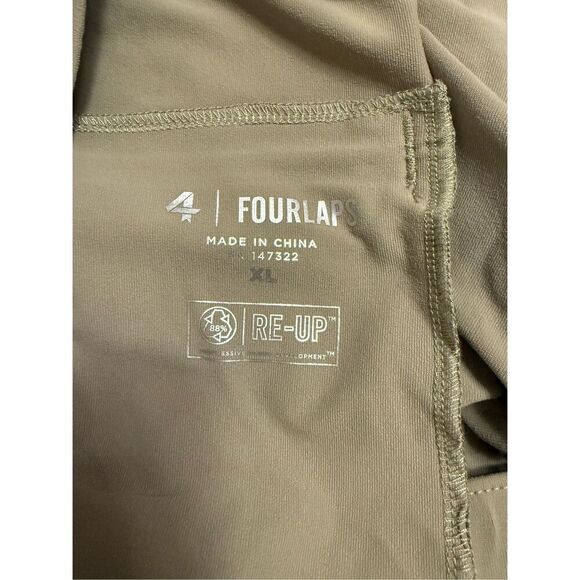 4 | FOURLAPS
MADE IN CHINA
147322
XL
88% RE-UP™